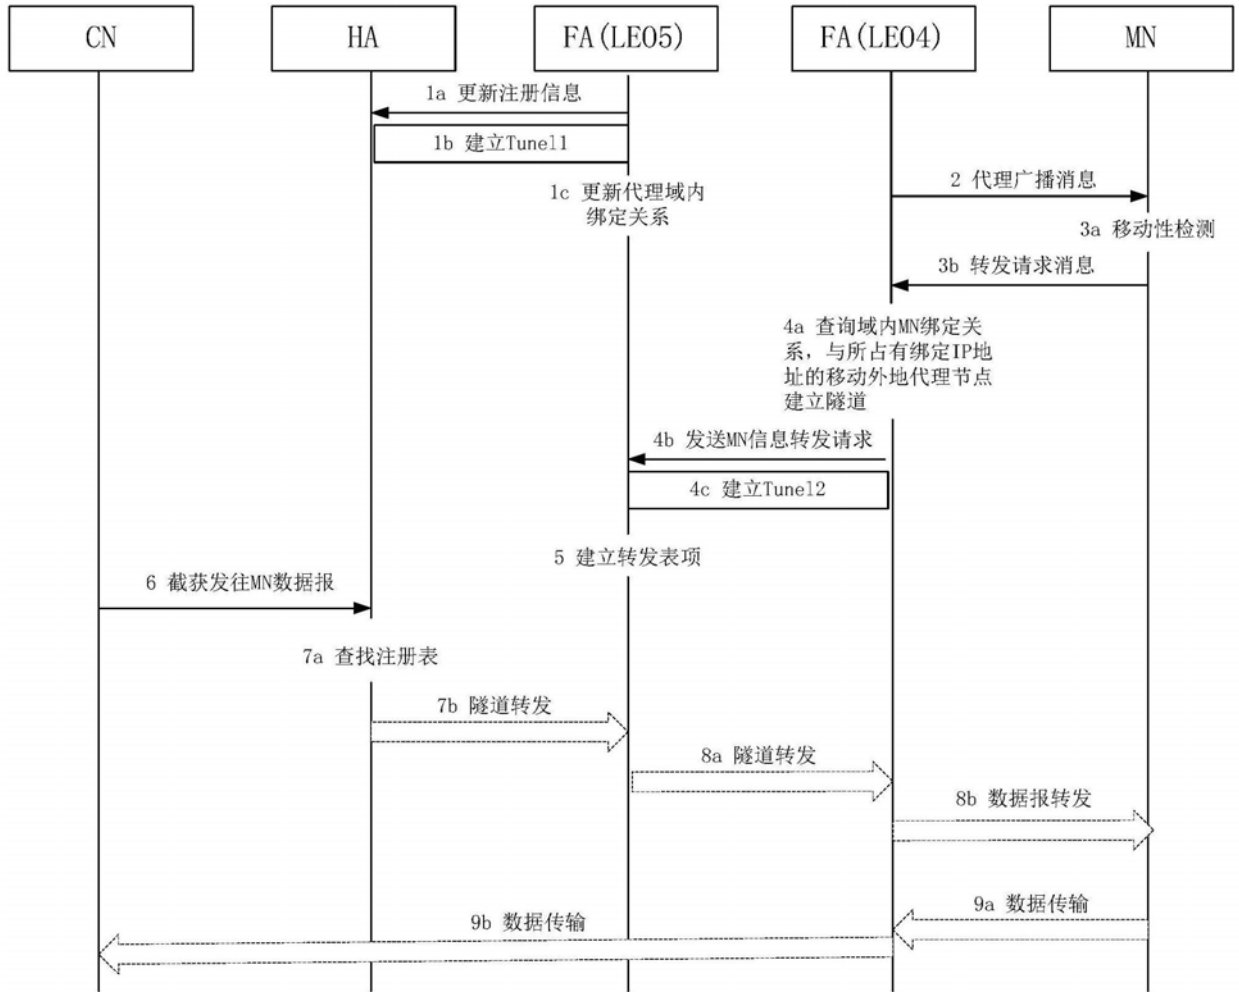 CN
HA
FA(LEO5)
FA(LEO4)
MN
1a 更新注册信息
1b 建立Tunel1
2 代理广播消息
1c 更新代理域内
绑定关系
3a 移动性检测
3b 转发请求消息
4a 查询域内MN绑定关
系，与所占有绑定IP地
址的移动外地代理节点
建立隧道
4b 发送MN信息转发请求
4c 建立Tunel2
5 建立转发表项
6 截获发往MN数据报
7a 查找注册表
7b 隧道转发
8a 隧道转发
8b 数据报转发
9a 数据传输
9b 数据传输